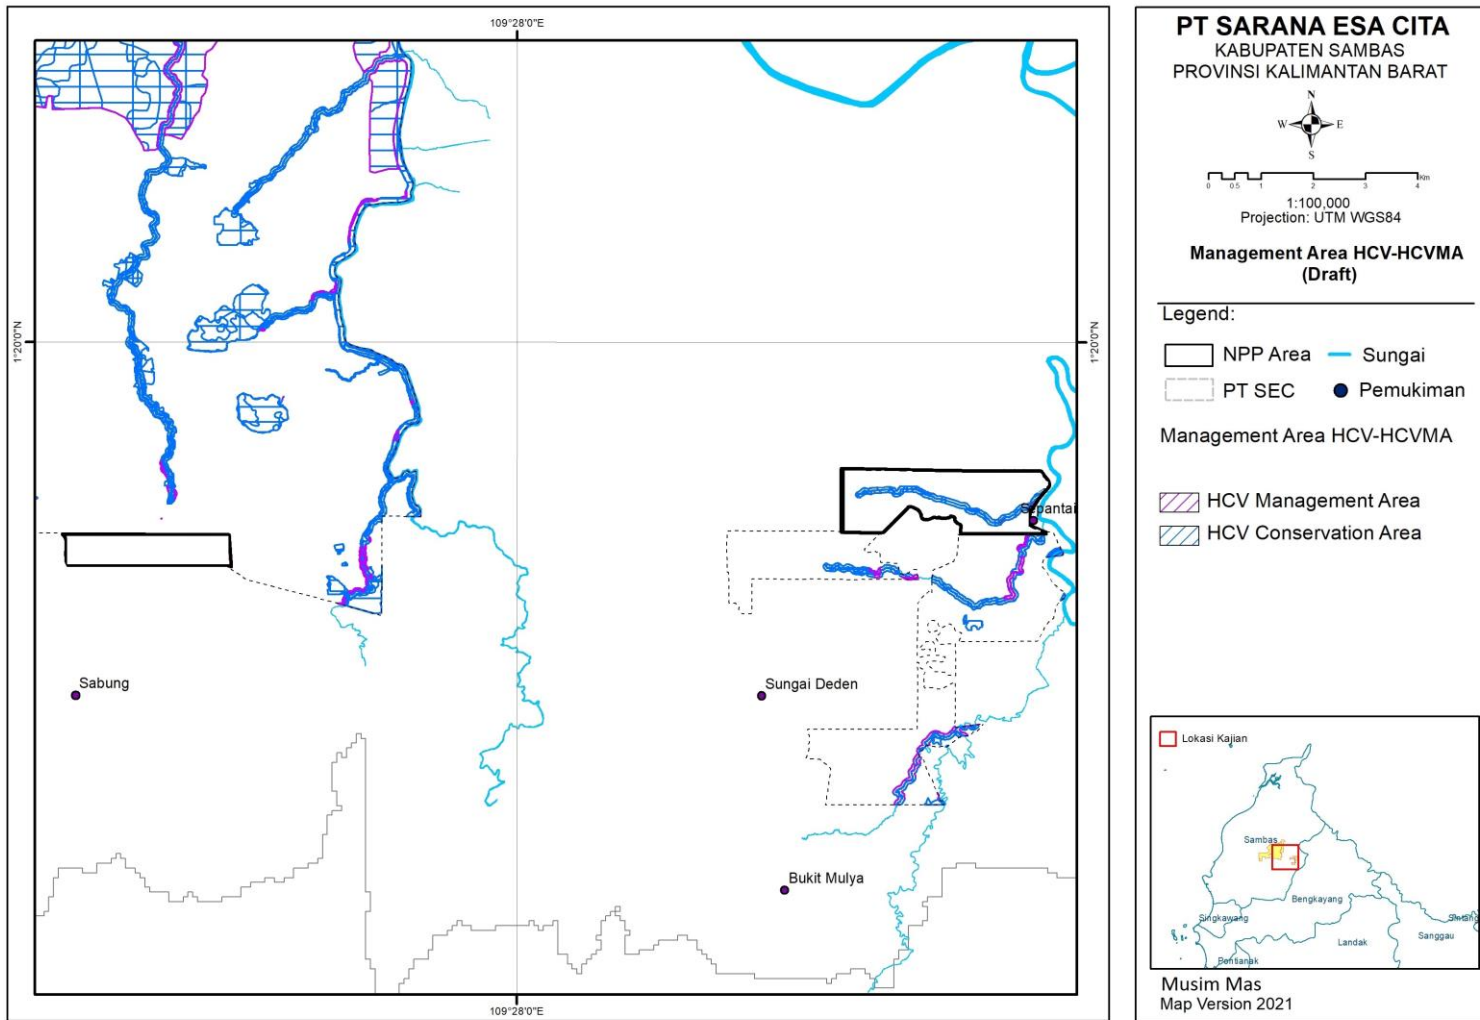 109°28'0"E
1°20'0"N
1°20'0"N
Sepantai
Sabung
Sungai Deden
Bukit Mulya
109°28'0"E
PT SARANA ESA CITA
KABUPATEN SAMBAS
PROVINSI KALIMANTAN BARAT
N
W E
S
0 0.5 1 2 3 4 Km
1:100,000
Projection: UTM WGS84
Management Area HCV-HCVMA
(Draft)
Legend:
NPP Area Sungai
PT SEC Pemukiman
Management Area HCV-HCVMA
HCV Management Area
HCV Conservation Area
Lokasi Kajian
Sambas
Bengkayang
Singkawang
Sintang
Sanggau
Landak
Pontianak
Musim Mas
Map Version 2021